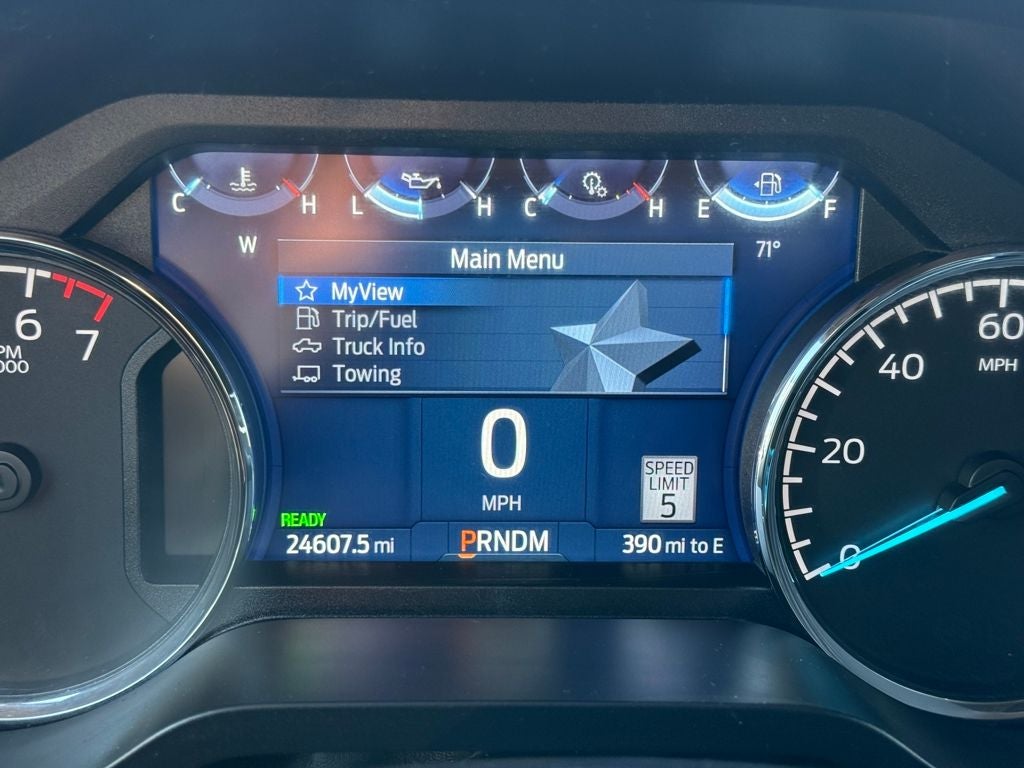 C H
L H
C H
E F
W
71°
Main Menu
MyView
Trip/Fuel
Truck Info
Towing
6
7
000
0
MPH
SPEED
LIMIT
5
READY
24607.5 mi
PRNDM
390 mi to E
60
MPH
40
20
0